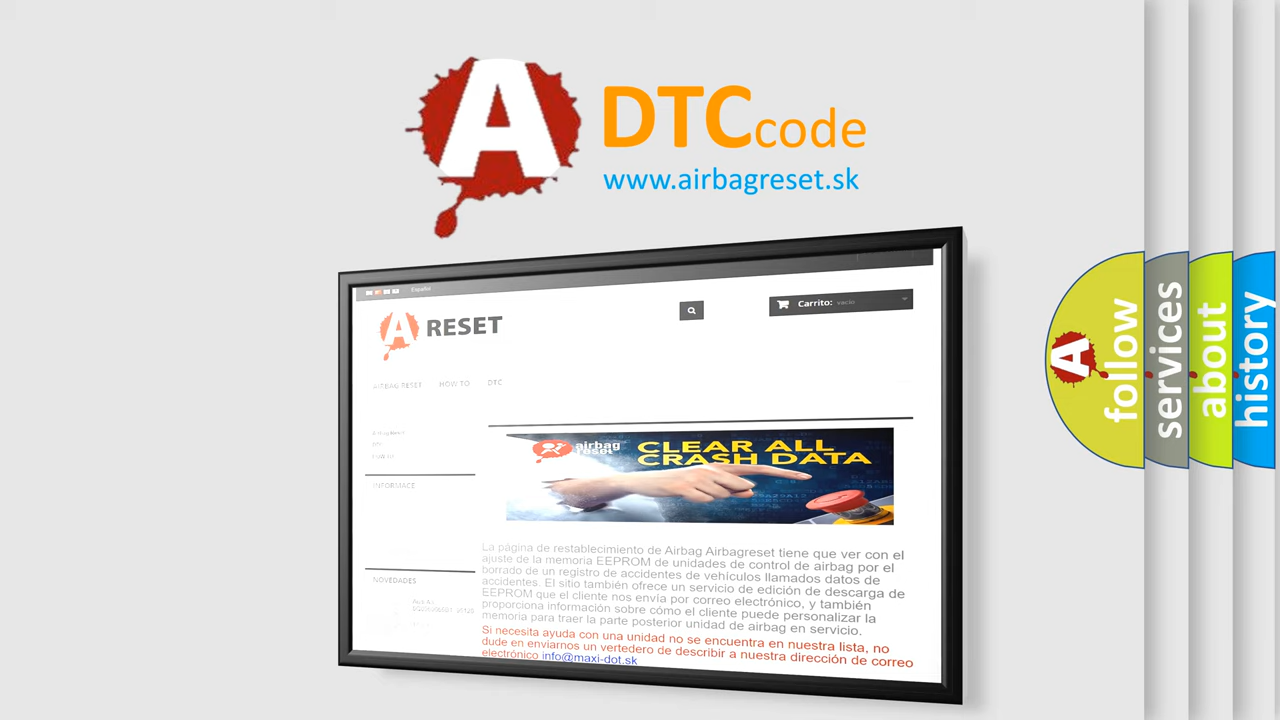 A
DTCcode
www.airbagreset.sk
Español
A RESET
Carrito: vacío
AIRBAG RESET HOW TO DTC
INFORMACE
NOVEDADES
airbag
reset
CLEAR ALL
CRASH DATA
La página de restablecimiento de Airbag Airbagreset tiene que ver con el
ajuste de la memoria EEPROM de unidades de control de airbag por el
borrado de un registro de accidentes de vehículos llamados datos de
accidentes. El sitio también ofrece un servicio de edición de descarga de
EEPROM que el cliente nos envía por correo electrónico, y también
proporciona información sobre cómo el cliente puede personalizar la
memoria para traer la parte posterior unidad de airbag en servicio.
Si necesita ayuda con una unidad no se encuentra en nuestra lista, no
dude en enviarnos un vertedero de describir a nuestra dirección de correo
electrónico info@maxi-dot.sk
A
follow
services
about
history